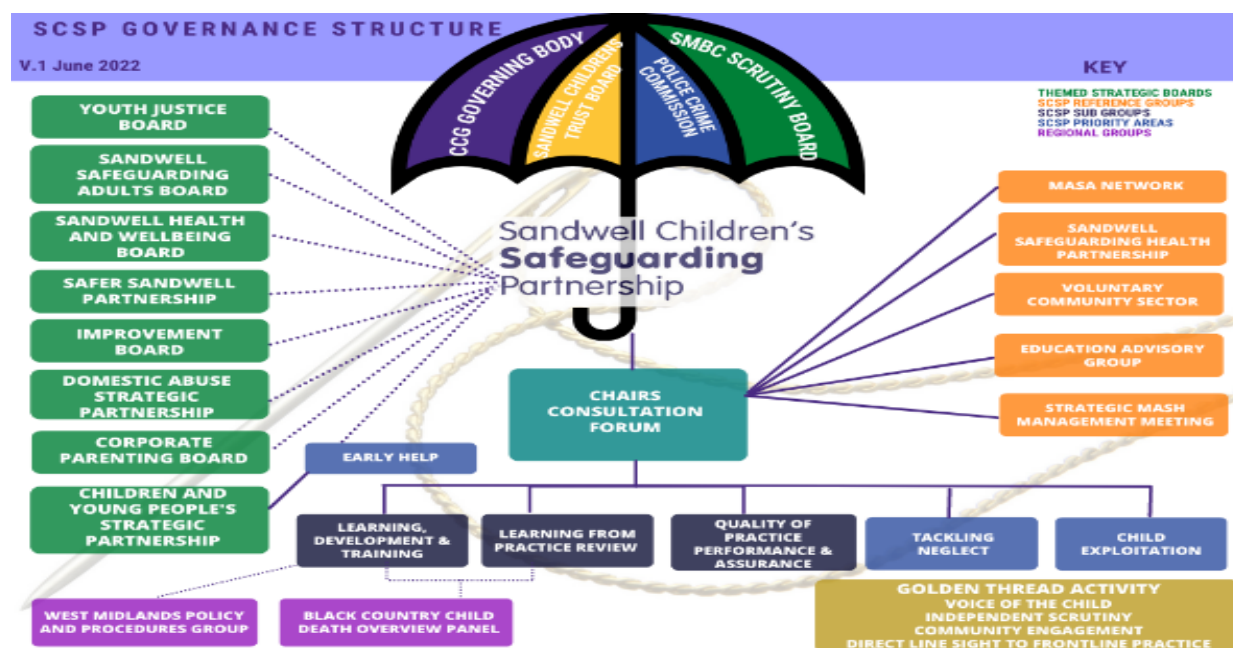 SCSP GOVERNANCE STRUCTURE
V.1 June 2022
CCG GOVERNING BODY
SANDWELL CHILDRENS
TRUST BOARD
POLICE CRIME
COMMISSION
SMBC SCRUTINY BOARD
KEY
THEMED STRATEGIC BOARDS
SCSP REFERENCE GROUPS
SCSP SUB GROUPS
SCSP PRIORITY AREAS
REGIONAL GROUPS
YOUTH JUSTICE
BOARD
SANDWELL
SAFEGUARDING
ADULTS BOARD
SANDWELL HEALTH
AND WELLBEING
BOARD
SAFER SANDWELL
PARTNERSHIP
IMPROVEMENT
BOARD
DOMESTIC ABUSE
STRATEGIC
PARTNERSHIP
CORPORATE
PARENTING BOARD
CHILDREN AND
YOUNG PEOPLE'S
STRATEGIC
PARTNERSHIP
Sandwell Children's
Safeguarding
Partnership
MASA NETWORK
SANDWELL
SAFEGUARDING HEALTH
PARTNERSHIP
VOLUNTARY
COMMUNITY SECTOR
EDUCATION ADVISORY
GROUP
STRATEGIC MASH
MANAGEMENT MEETING
CHAIRS
CONSULTATION
FORUM
EARLY HELP
LEARNING,
DEVELOPMENT &
TRAINING
LEARNING FROM
PRACTICE REVIEW
QUALITY OF
PRACTICE
PERFORMANCE &
ASSURANCE
TACKLING
NEGLECT
CHILD
EXPLOITATION
WEST MIDLANDS POLICY
AND PROCEDURES GROUP
BLACK COUNTRY CHILD
DEATH OVERVIEW PANEL
GOLDEN THREAD ACTIVITY
VOICE OF THE CHILD
INDEPENDENT SCRUTINY
COMMUNITY ENGAGEMENT
DIRECT LINE SIGHT TO FRONTLINE PRACTICE